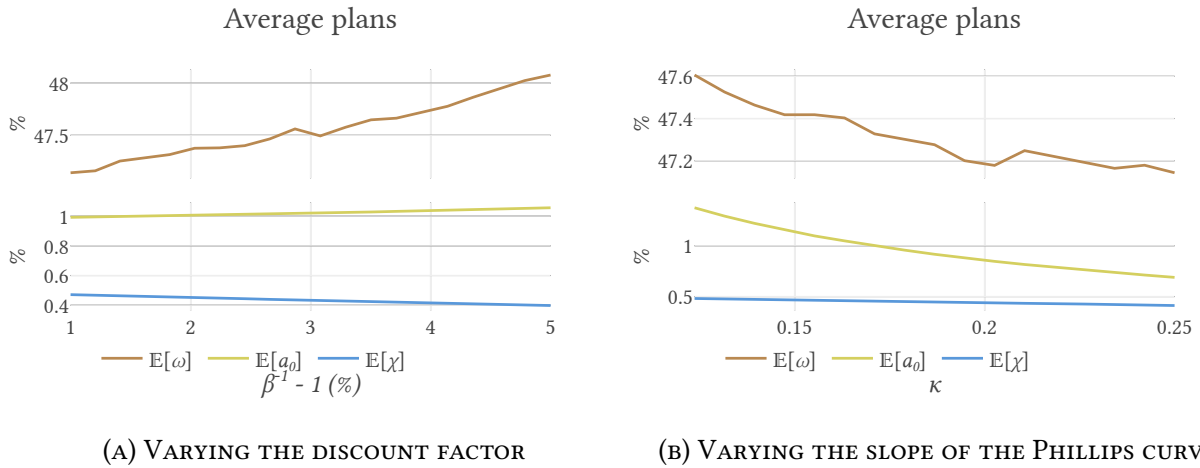 Average plans
48
47.5
%
1
0.8
0.6
0.4
%
1 2 3 4 5
𝔼[ω] 𝔼[a₀] 𝔼[χ]
β⁻¹ - 1 (%)
(A) VARYING THE DISCOUNT FACTOR
Average plans
47.6
47.4
47.2
%
1
0.5
%
0.15 0.2 0.25
𝔼[ω] 𝔼[a₀] 𝔼[χ]
κ
(B) VARYING THE SLOPE OF THE PHILLIPS CURV